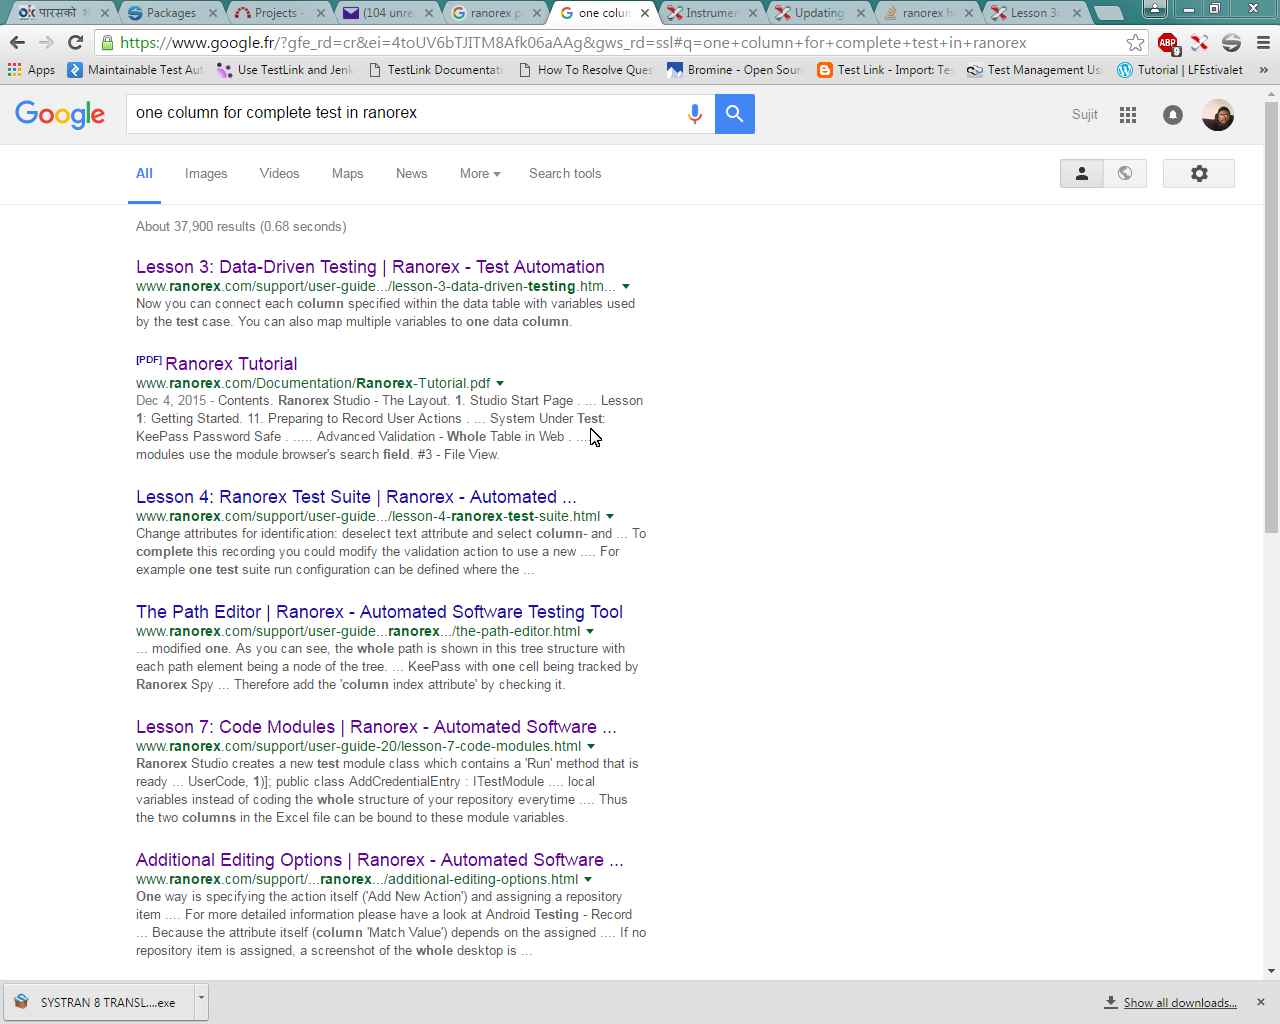 पारसको
Packages
Projects -
(104 unre
ranorex p
one colun
Instrumer
Updating
ranorex h
Lesson 3:
https://www.google.fr/?gfe_rd=cr&ei=4toUV6bTJITM8Afk06aAAg&gws_rd=ssl#q=one+column+for+complete+test+in+ranorex
ABP
9
Apps
Maintainable Test Aut
Use TestLink and Jenk
TestLink Documentati
How To Resolve Ques
Bromine - Open Sour
Test Link - Import: Te
Test Management Us
Tutorial | LFEstivalet
»
Google
one column for complete test in ranorex
Sujit
All
Images
Videos
Maps
News
More
Search tools
About 37,900 results (0.68 seconds)
Lesson 3: Data-Driven Testing | Ranorex - Test Automation
www.ranorex.com/support/user-guide.../lesson-3-data-driven-testing.htm...
Now you can connect each column specified within the data table with variables used
by the test case. You can also map multiple variables to one data column.
[PDF] Ranorex Tutorial
www.ranorex.com/Documentation/Ranorex-Tutorial.pdf
Dec 4, 2015 - Contents. Ranorex Studio - The Layout. 1. Studio Start Page . ... Lesson
1: Getting Started. 11. Preparing to Record User Actions . ... System Under Test:
KeePass Password Safe . ..... Advanced Validation - Whole Table in Web . ...
modules use the module browser's search field. #3 - File View.
Lesson 4: Ranorex Test Suite | Ranorex - Automated ...
www.ranorex.com/support/user-guide.../lesson-4-ranorex-test-suite.html
Change attributes for identification: deselect text attribute and select column- and ... To
complete this recording you could modify the validation action to use a new .... For
example one test suite run configuration can be defined where the ...
The Path Editor | Ranorex - Automated Software Testing Tool
www.ranorex.com/support/user-guide...ranorex.../the-path-editor.html
... modified one. As you can see, the whole path is shown in this tree structure with
each path element being a node of the tree. ... KeePass with one cell being tracked by
Ranorex Spy ... Therefore add the 'column index attribute' by checking it.
Lesson 7: Code Modules | Ranorex - Automated Software ...
www.ranorex.com/support/user-guide-20/lesson-7-code-modules.html
Ranorex Studio creates a new test module class which contains a 'Run' method that is
ready ... UserCode, 1)]; public class AddCredentialEntry : ITestModule .... local
variables instead of coding the whole structure of your repository everytime .... Thus
the two columns in the Excel file can be bound to these module variables.
Additional Editing Options | Ranorex - Automated Software ...
www.ranorex.com/support/...ranorex.../additional-editing-options.html
One way is specifying the action itself ('Add New Action') and assigning a repository
item .... For more detailed information please have a look at Android Testing - Record
... Because the attribute itself (column 'Match Value') depends on the assigned .... If no
repository item is assigned, a screenshot of the whole desktop is ...
SYSTRAN 8 TRANSL....exe
Show all downloads...